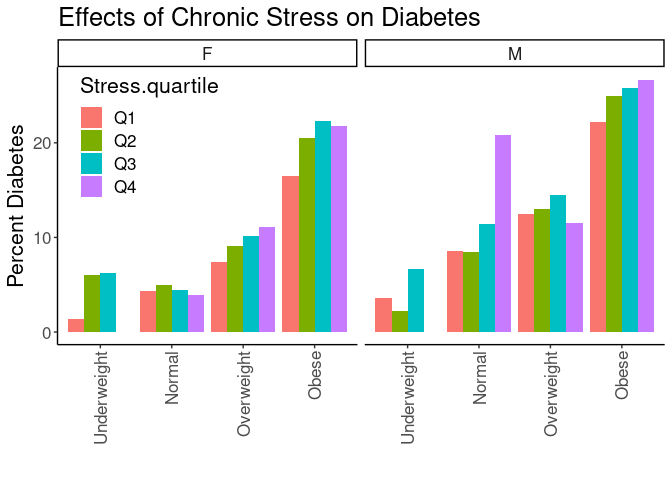 Effects of Chronic Stress on Diabetes
F
M
Stress.quartile
Q1
Q2
Q3
Q4
Percent Diabetes
20
10
0
Underweight
Normal
Overweight
Obese
Underweight
Normal
Overweight
Obese